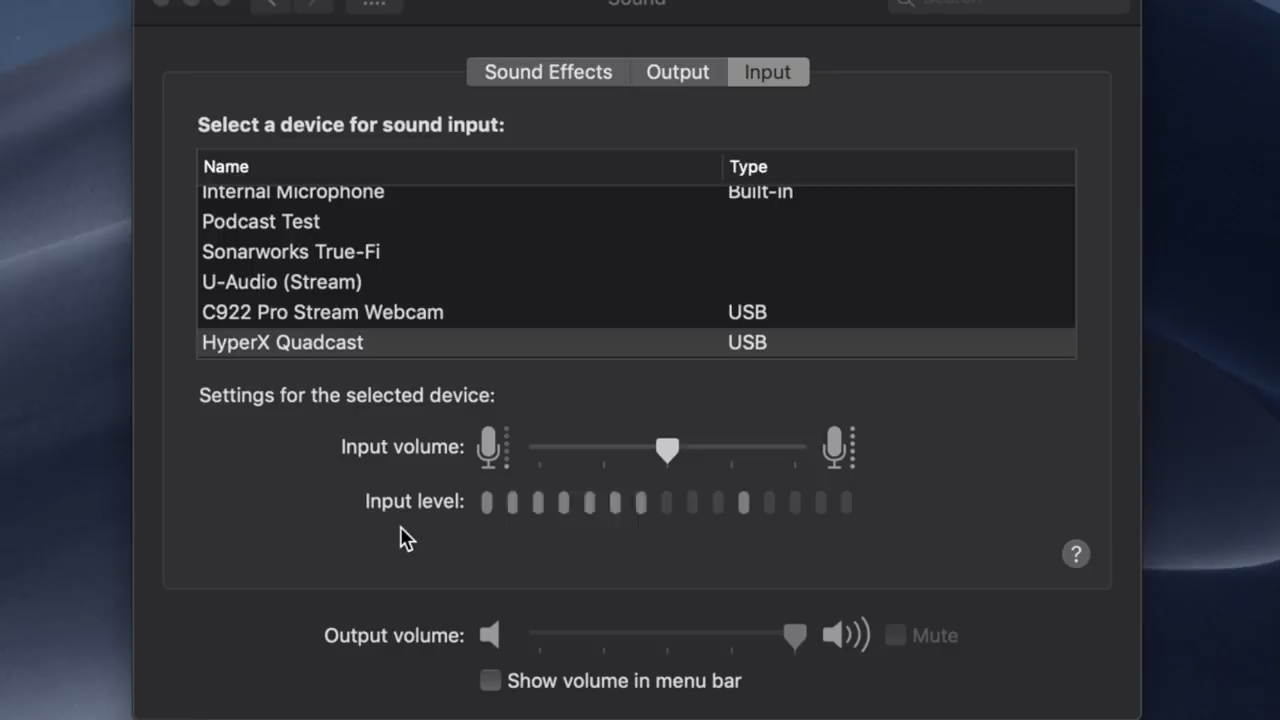 Sound
Search
Sound Effects Output Input
Select a device for sound input:
Name Type
Internal Microphone Built-in
Podcast Test
Sonarworks True-Fi
U-Audio (Stream)
C922 Pro Stream Webcam USB
HyperX Quadcast USB
Settings for the selected device:
Input volume:
Input level:
?
Output volume: Mute
Show volume in menu bar